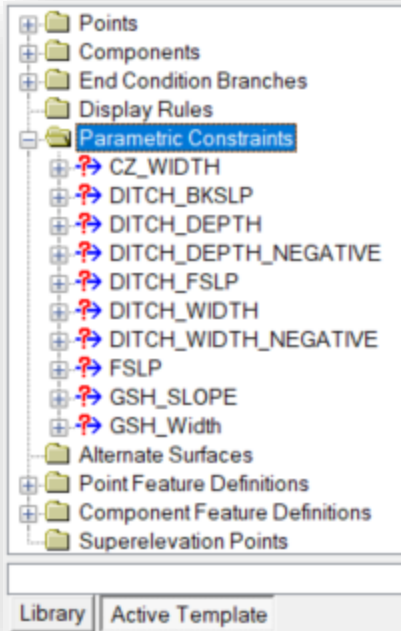 Points
Components
End Condition Branches
Display Rules
Parametric Constraints
CZ_WIDTH
DITCH_BKSLP
DITCH_DEPTH
DITCH_DEPTH_NEGATIVE
DITCH_FSLP
DITCH_WIDTH
DITCH_WIDTH_NEGATIVE
FSLP
GSH_SLOPE
GSH_Width
Alternate Surfaces
Point Feature Definitions
Component Feature Definitions
Superelevation Points
Library Active Template